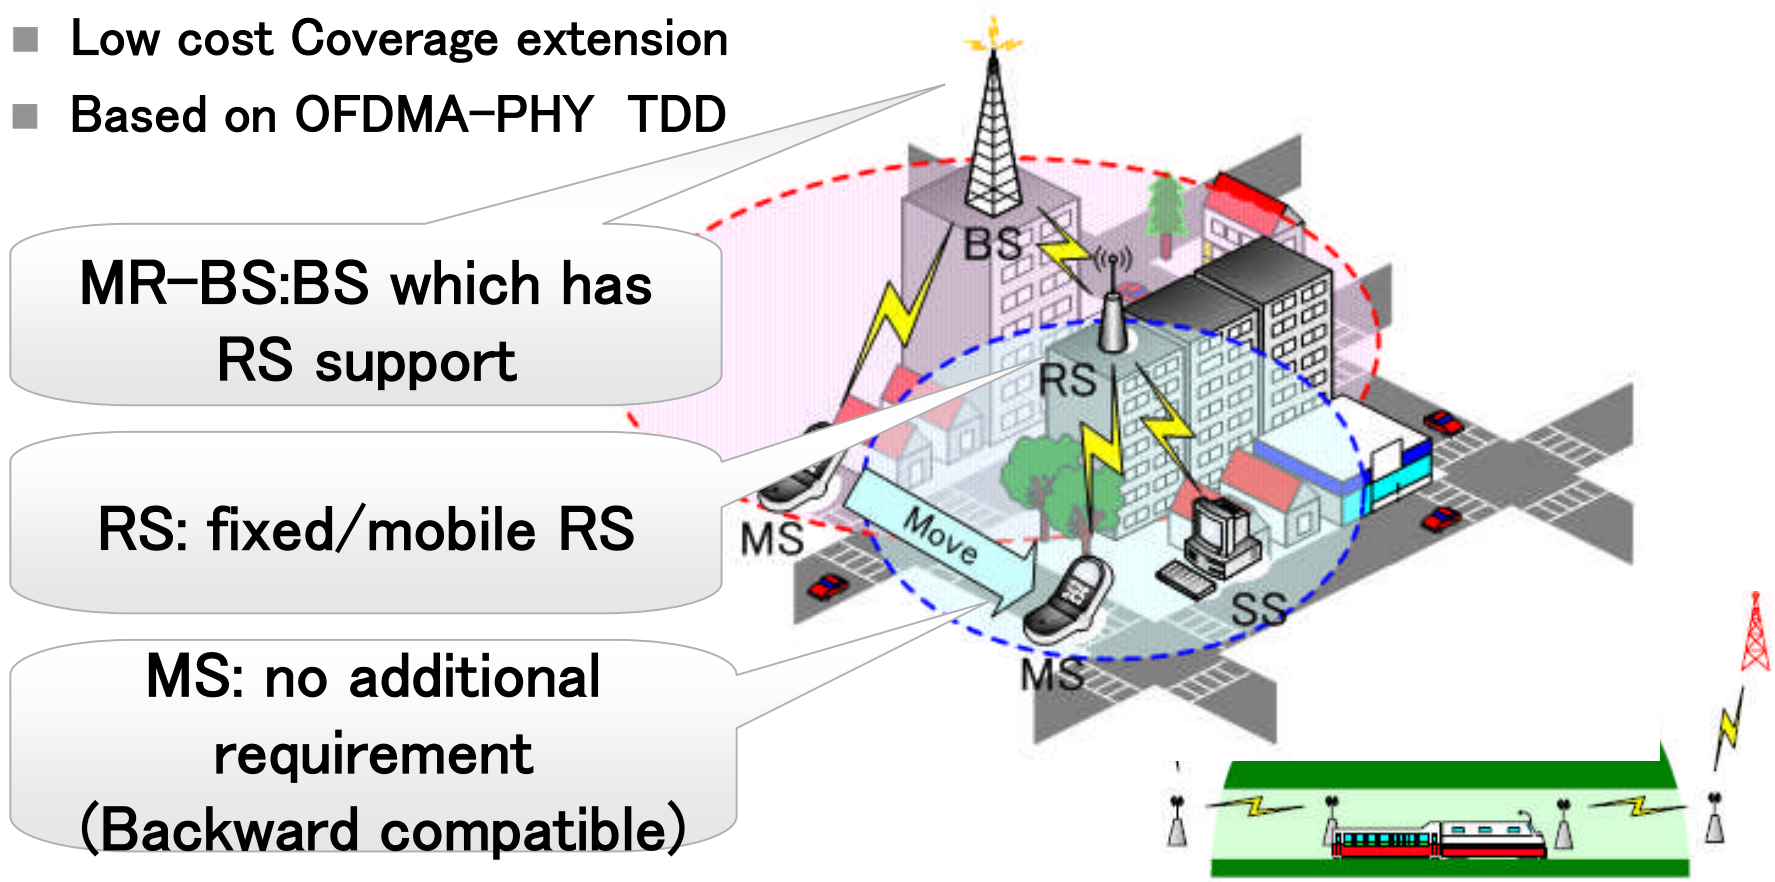 Low cost Coverage extension
Based on OFDMA-PHY TDD
MR-BS:BS which has
RS support
RS: fixed/mobile RS
MS: no additional
requirement
(Backward compatible)
BS
RS
MS
Move
SS
MS